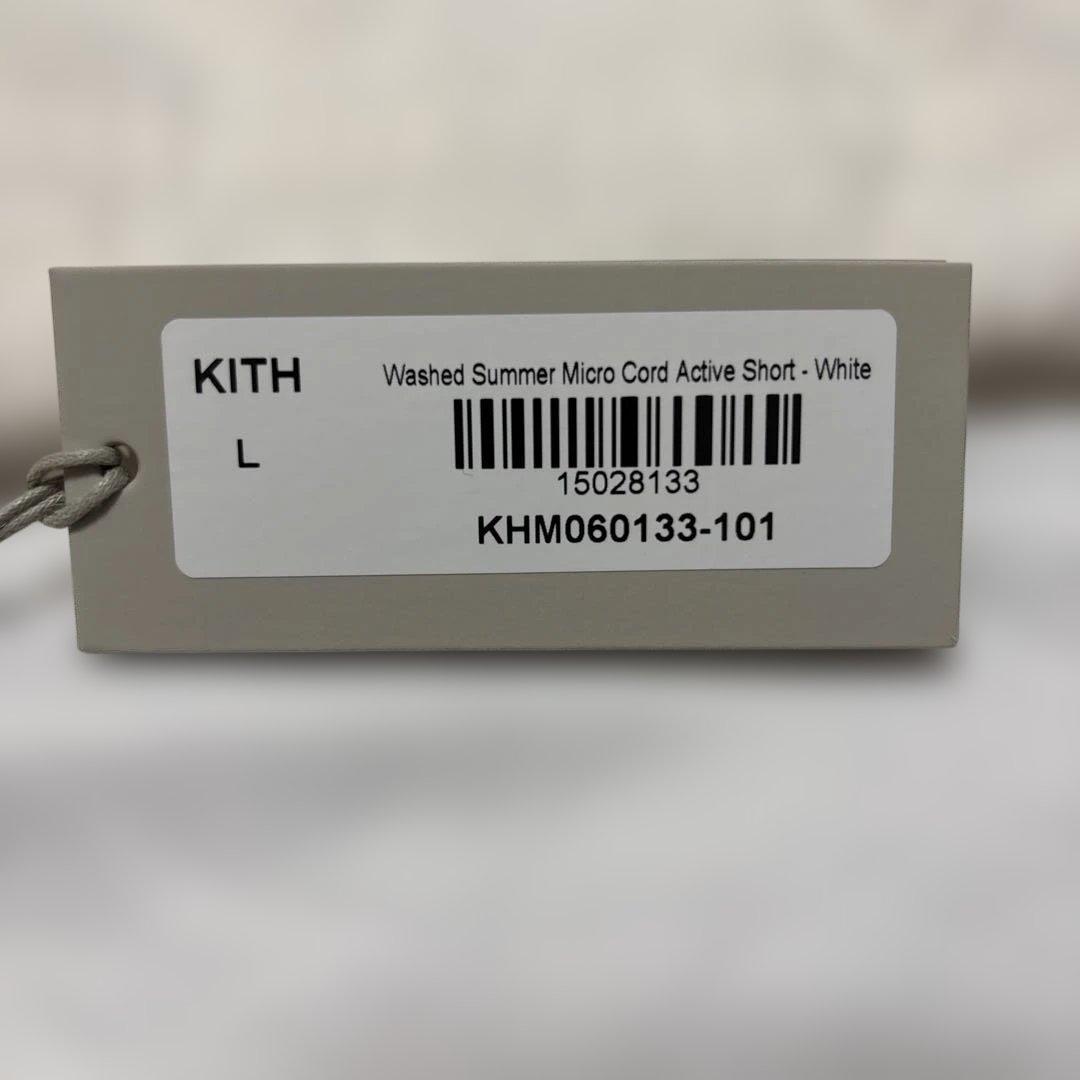 KITH
Washed Summer Micro Cord Active Short - White
L
15028133
KHM060133-101